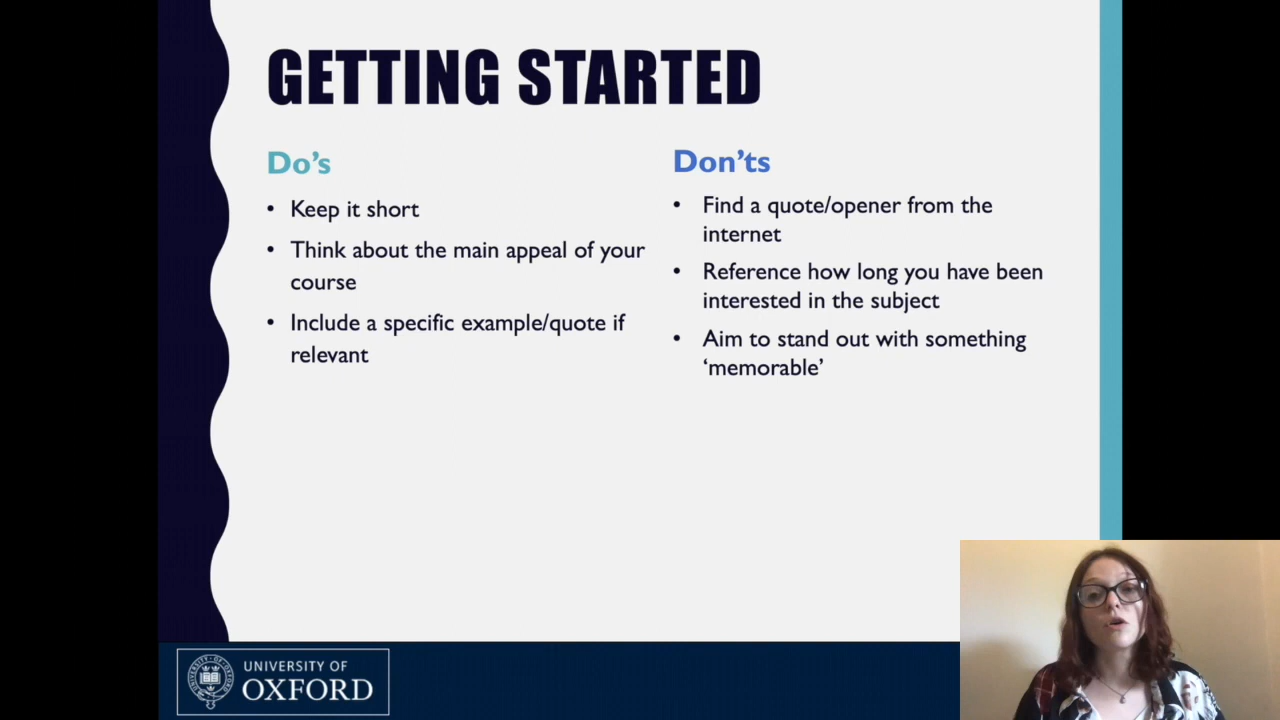 GETTING STARTED
Do’s
• Keep it short
• Think about the main appeal of your
course
• Include a specific example/quote if
relevant
Don’ts
• Find a quote/opener from the
internet
• Reference how long you have been
interested in the subject
• Aim to stand out with something
‘memorable’
UNIVERSITY OF
OXFORD